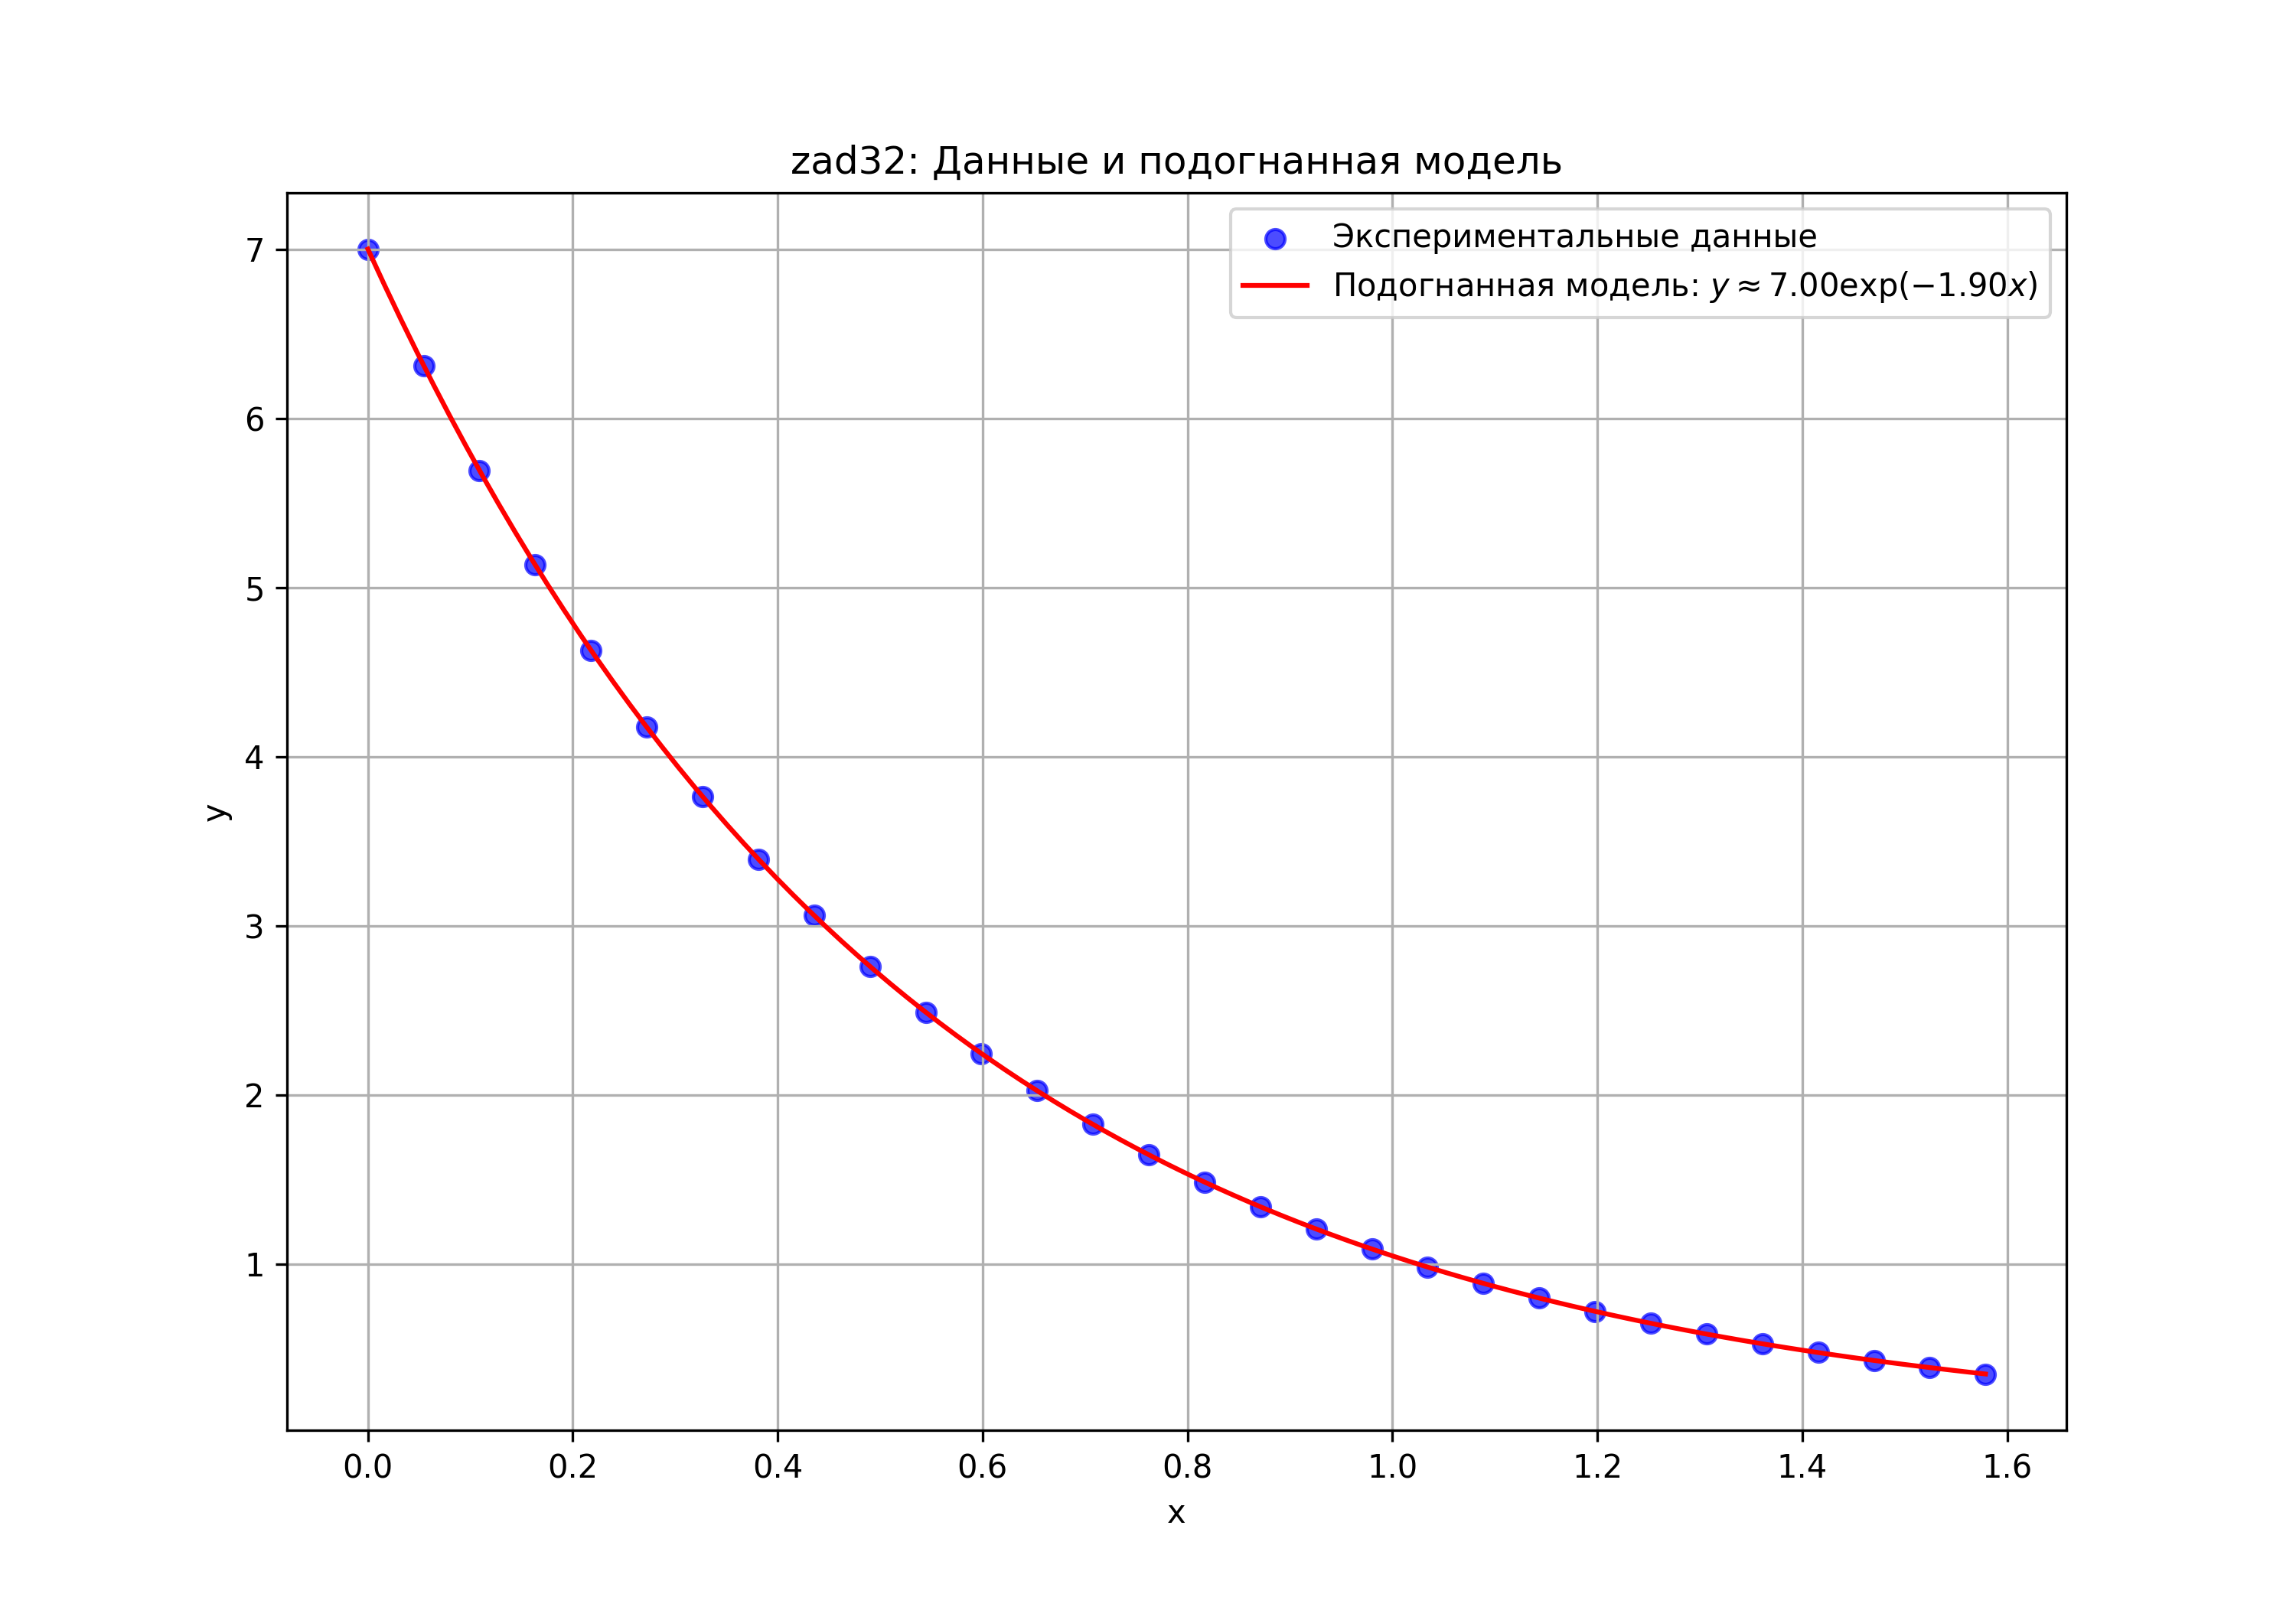 zad32: Данные и подогнанная модель
Экспериментальные данные
Подогнанная модель: y ≈ 7.00exp(−1.90x)
y
7
6
5
4
3
2
1
0.0 0.2 0.4 0.6 0.8 1.0 1.2 1.4 1.6
x